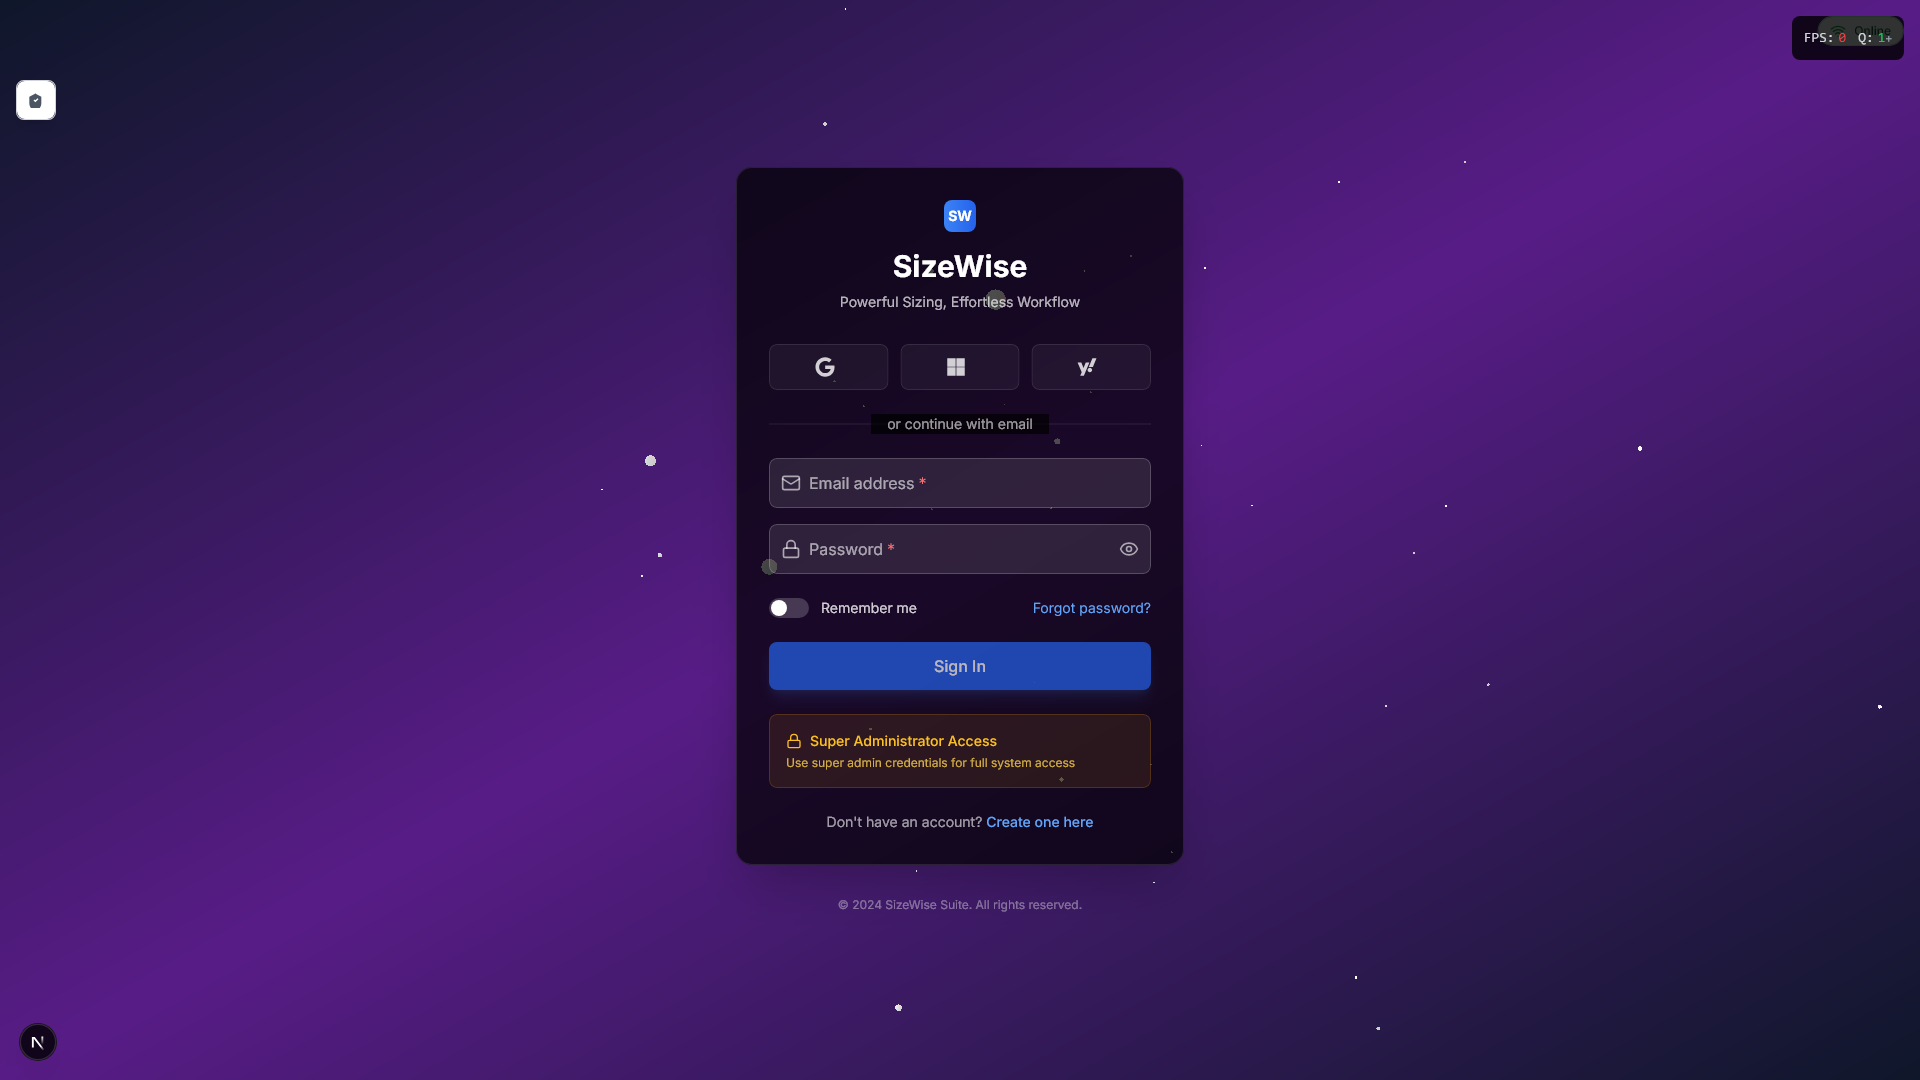 Online
FPS: 0 Q: 1+
SW
SizeWise
Powerful Sizing, Effortless Workflow
G
y!
or continue with email
Email address *
Password *
Remember me
Forgot password?
Sign In
Super Administrator Access
Use super admin credentials for full system access
Don't have an account? Create one here
© 2024 SizeWise Suite. All rights reserved.
N